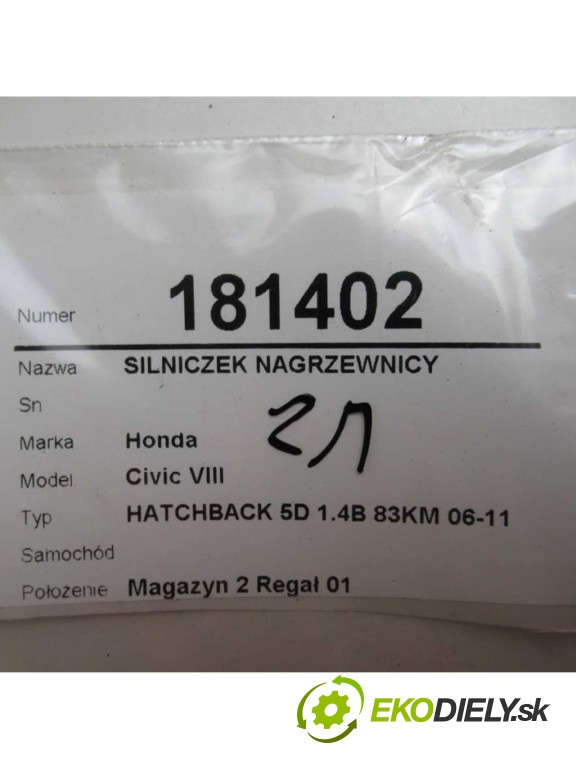 Numer 181402
Nazwa SILNICZEK NAGRZEWNICY
Sn
Marka Honda
Model Civic VIII
Typ HATCHBACK 5D 1.4B 83KM 06-11
Samochód
Położenie Magazyn 2 Regał 01
EKODIELY.sk